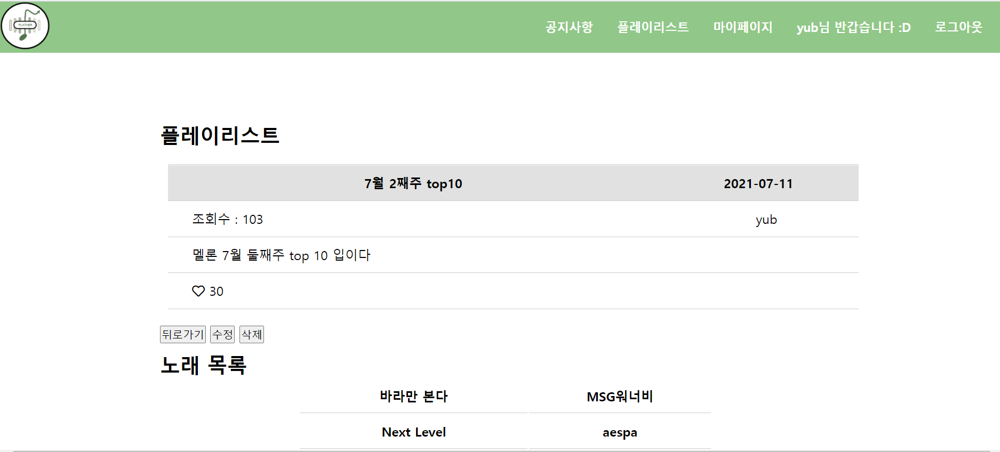 PLATHER
공지사항 플레이리스트 마이페이지 yub님 반갑습니다 :D 로그아웃
플레이리스트
7월 2째주 top10 2021-07-11
조회수 : 103 yub
멜론 7월 둘째주 top 10 입이다
30
뒤로가기 수정 삭제
노래 목록
바라만 본다 MSG워너비
Next Level aespa